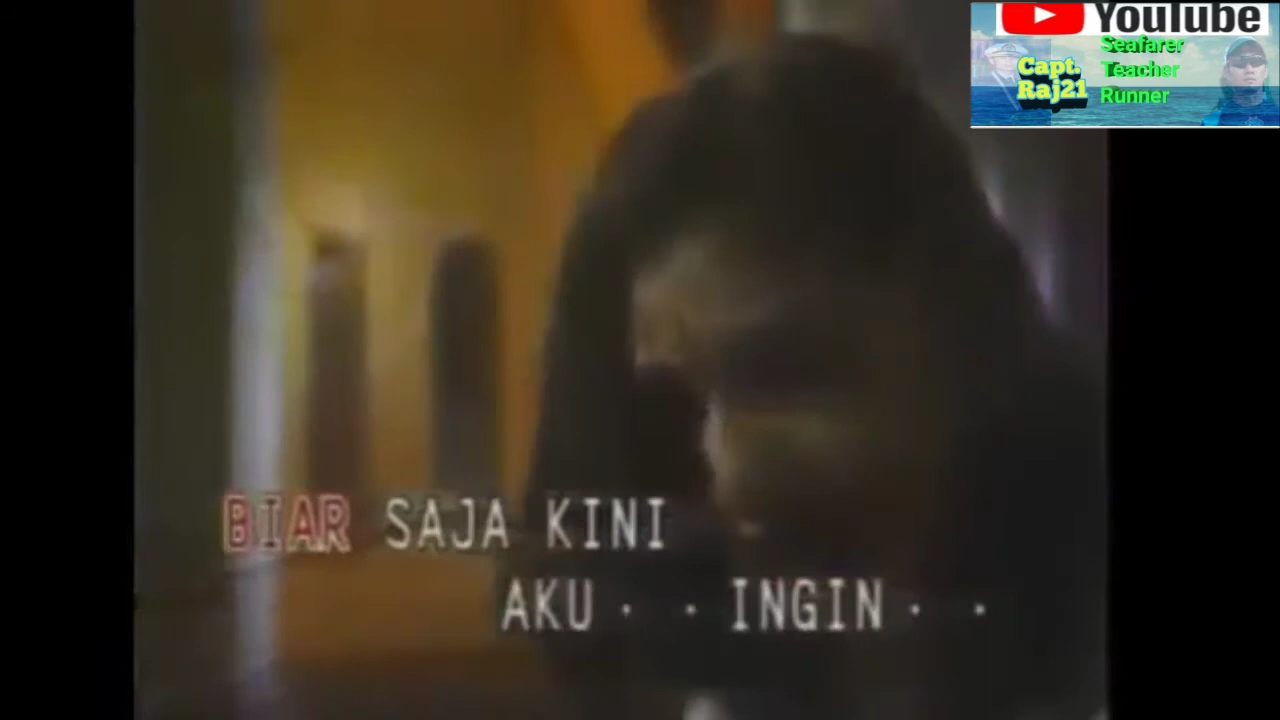 YouTube
Seafarer
Capt. Teacher
Raj21 Runner
BIAR SAJA KINI
AKU · · INGIN · ·